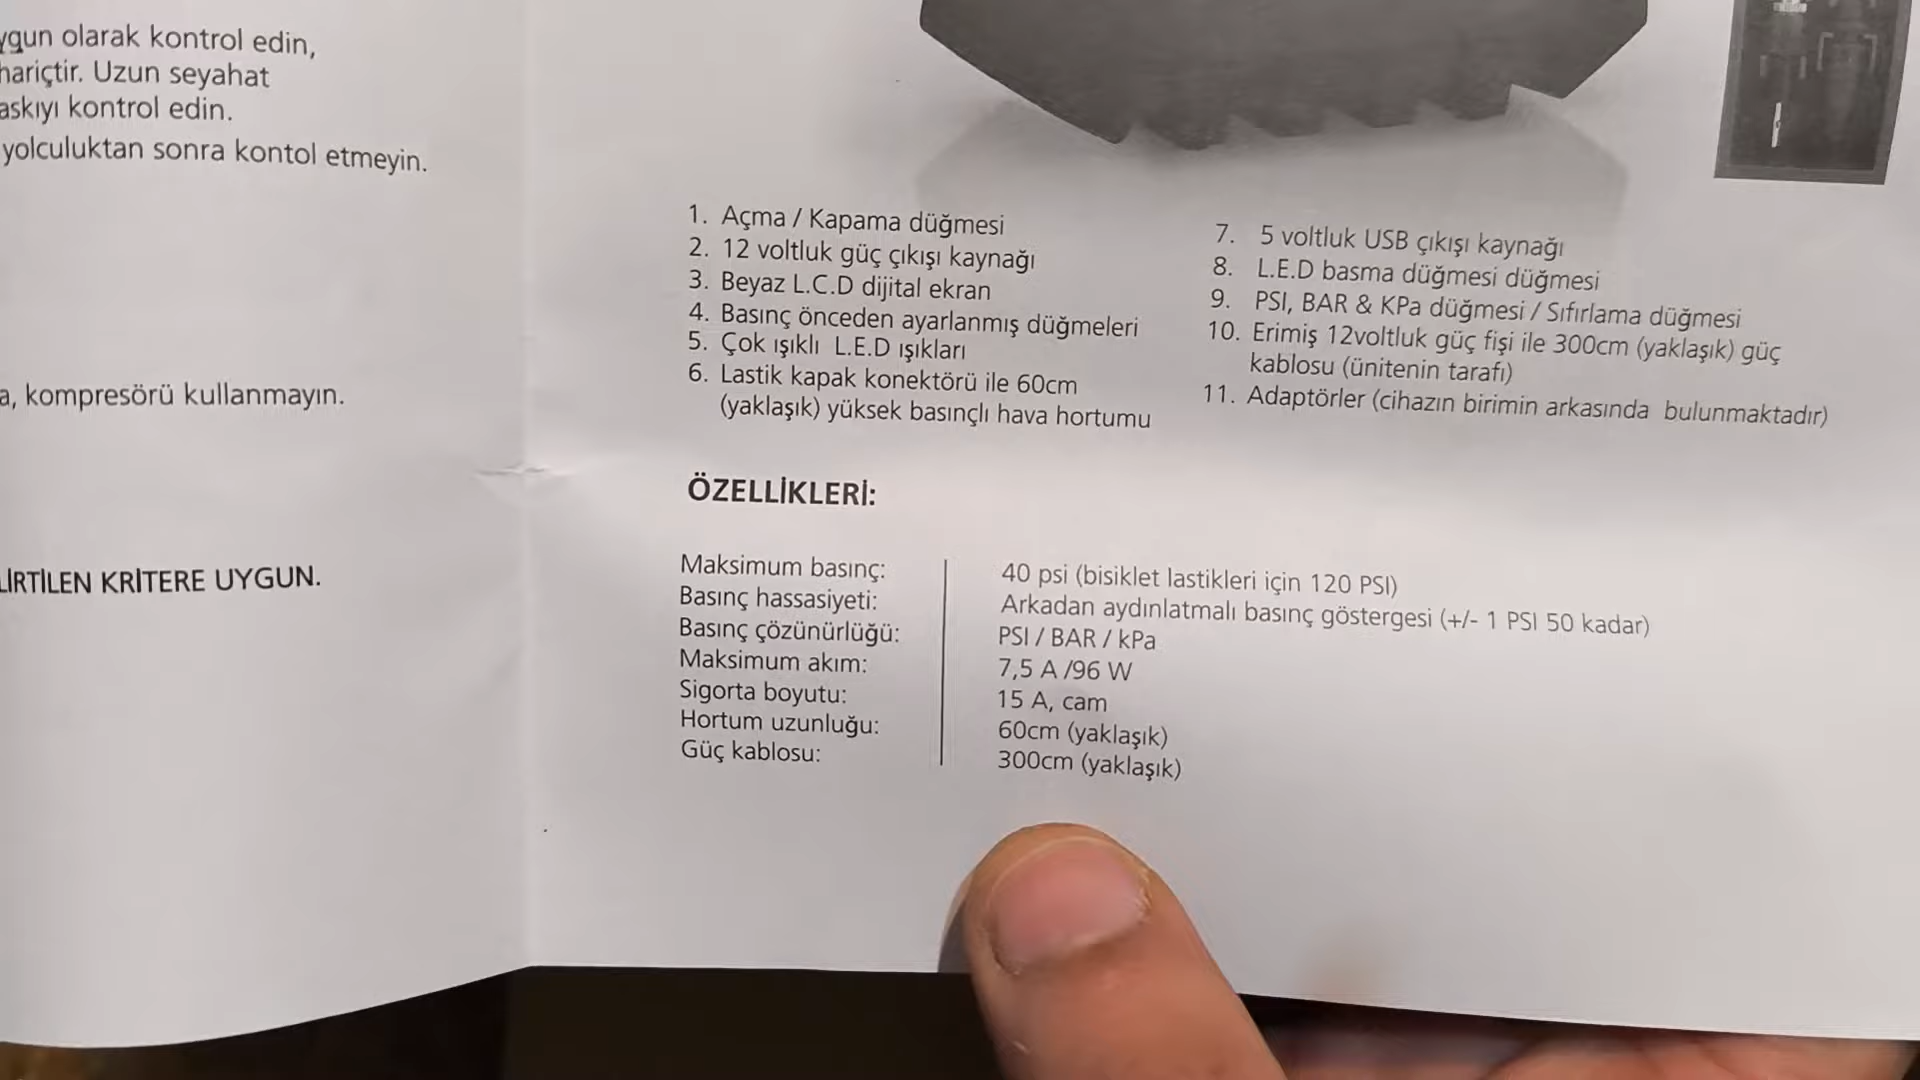 olarak kontrol edin,
hariçtir. Uzun seyahat
kontrol edin.
yolculuktan sonra kontol etmeyin.
kompresörü kullanmayın.
KRİTERE UYGUN.
1. Açma / Kapama düğmesi
2. 12 voltluk güç çıkışı kaynağı
3. Beyaz L.C.D dijital ekran
4. Basınç önceden ayarlanmış düğmeleri
5. Çok ışıklı L.E.D ışıkları
6. Lastik kapak konektörü ile 60cm
(yaklaşık) yüksek basınçlı hava hortumu
7. 5 voltluk USB çıkışı kaynağı
8. L.E.D basma düğmesi düğmesi
9. PSI, BAR & KPa düğmesi / Sıfırlama düğmesi
10. Erimiş 12voltluk güç fişi ile 300cm (yaklaşık) güç
kablosu (ünitenin tarafı)
11. Adaptörler (cihazın birimin arkasında bulunmaktadır)
ÖZELLİKLERİ:
Maksimum basınç: 40 psi (bisiklet lastikleri için 120 PSI)
Basınç hassasiyeti: Arkadan aydınlatmalı basınç göstergesi (+/- 1 PSI 50 kadar)
Basınç çözünürlüğü: PSI / BAR / kPa
Maksimum akım: 7,5 A /96 W
Sigorta boyutu: 15 A, cam
Hortum uzunluğu: 60cm (yaklaşık)
Güç kablosu: 300cm (yaklaşık)